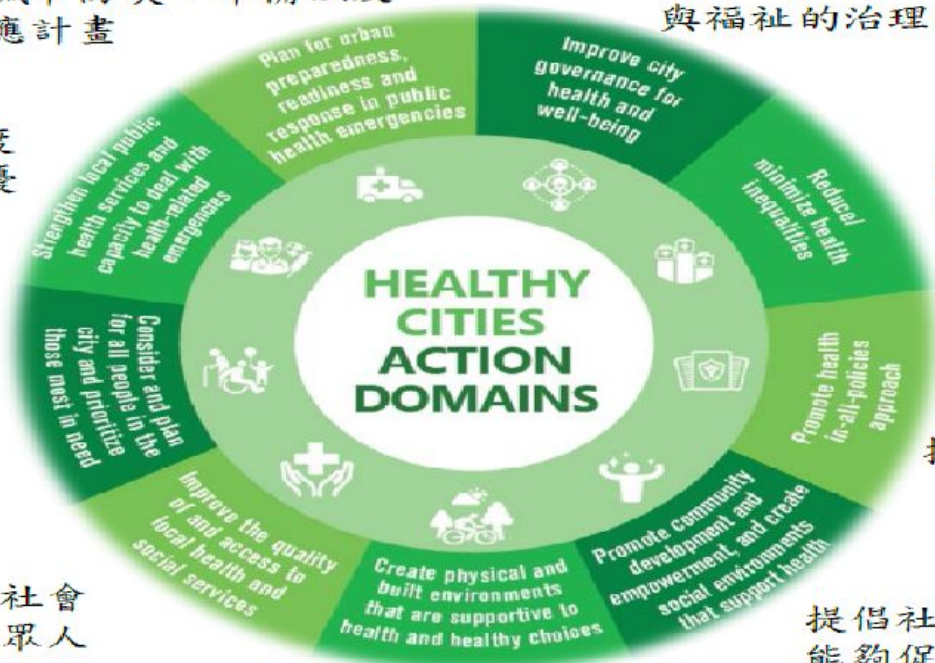 應計畫
與福祉的治理
Plan for urban
preparedness,
readiness and
response in public
health emergencies
Improve city
governance for
health and
well-being
Reduce/
minimize health
inequalities
Promote health
in-all-policies
approach
Promote community
development and
empowerment, and create
social environments
that support health
Create physical and
built environments
that are supportive to
health and healthy choices
Improve the quality
of and access to
local health and
social services
Consider and plan
for all people in the
city and prioritize
those most in need
Strengthen local public
health services and
capacity to deal with
health-related
emergencies
HEALTHY
CITIES
ACTION
DOMAINS
社會
眾人
提倡社
能夠促